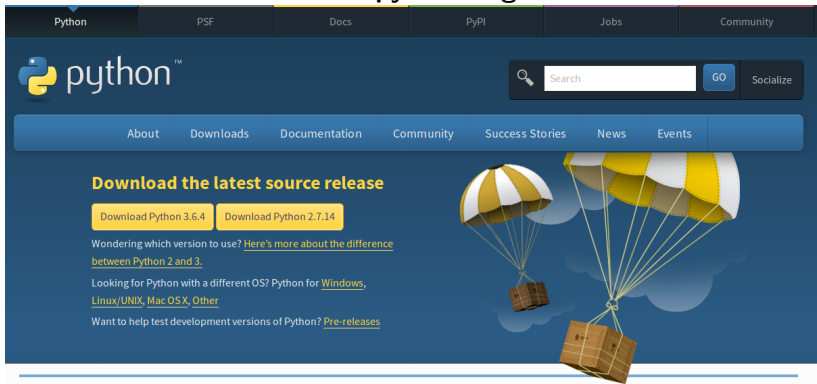 Python PSF Docs PyPI Jobs Community
python™
Search GO Socialize
About Downloads Documentation Community Success Stories News Events
Download the latest source release
Download Python 3.6.4 Download Python 2.7.14
Wondering which version to use? Here's more about the difference
between Python 2 and 3.
Looking for Python with a different OS? Python for Windows,
Linux/UNIX, Mac OS X, Other
Want to help test development versions of Python? Pre-releases